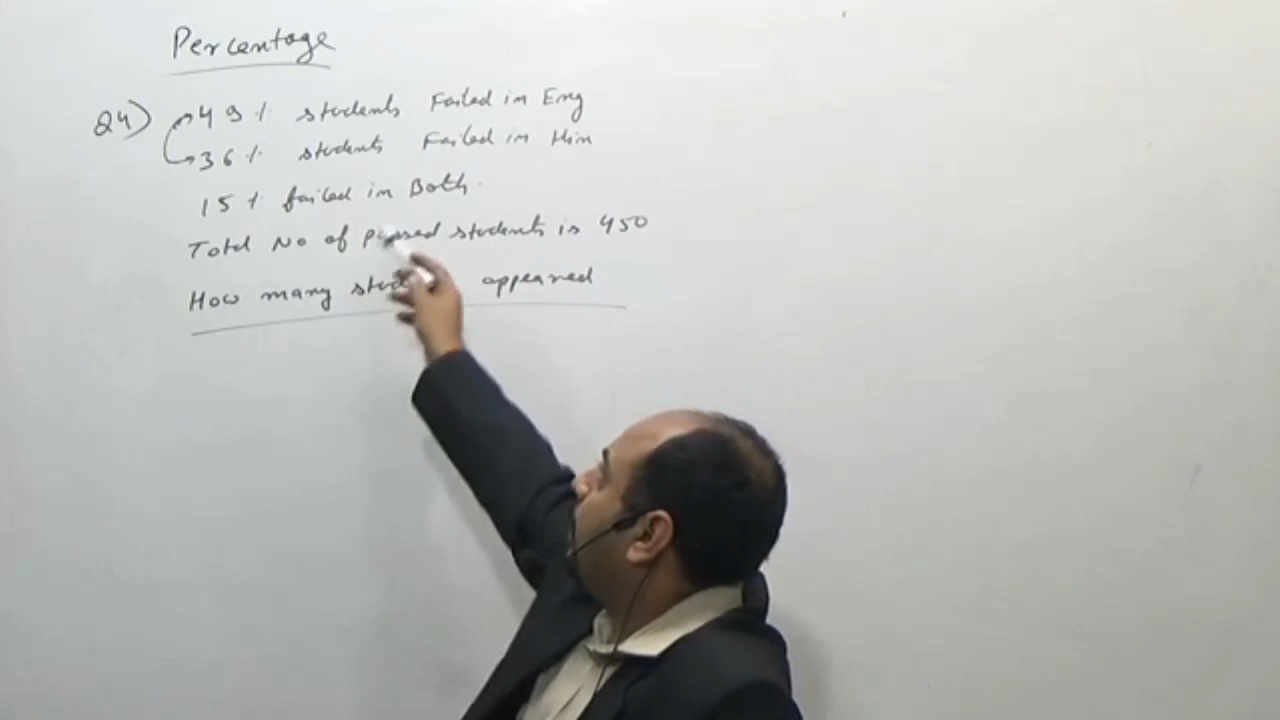 Percentage
Q4) 49 % students Failed in Eng
36 % students Failed in Hin
15 % failed in Both.
Total No of passed students is 450
How many appeared